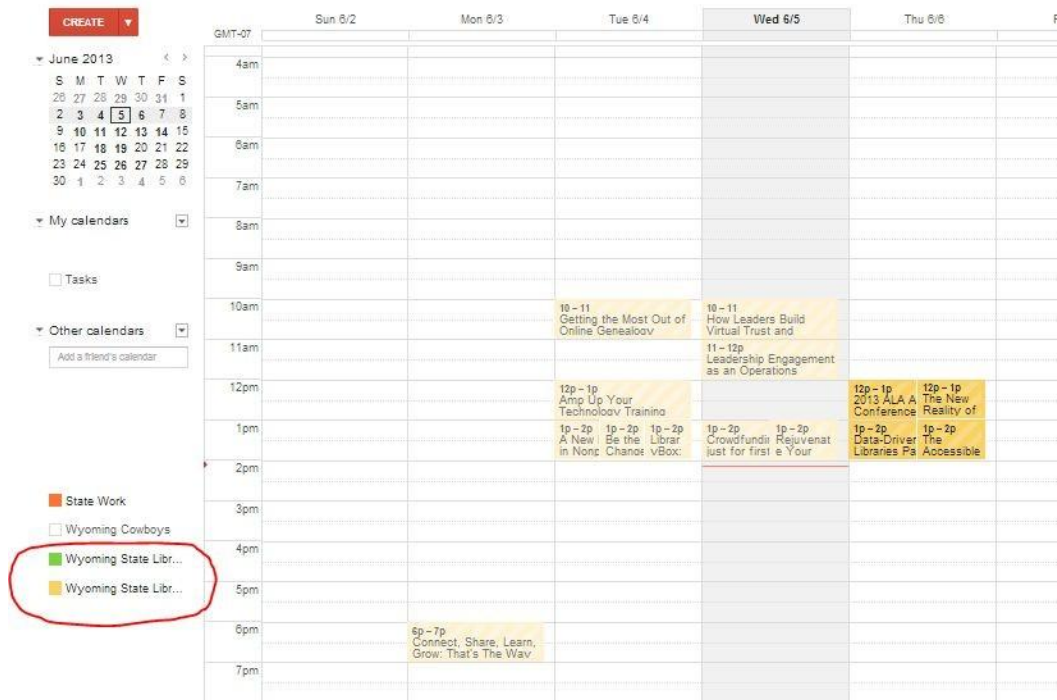 CREATE
Sun 6/2
Mon 6/3
Tue 6/4
Wed 6/5
Thu 6/6
GMT-07
June 2013
S M T W T F S
26 27 28 29 30 31 1
2 3 4 5 6 7 8
9 10 11 12 13 14 15
16 17 18 19 20 21 22
23 24 25 26 27 28 29
30 1 2 3 4 5 6
My calendars
Tasks
Other calendars
Add a friend's calendar
State Work
Wyoming Cowboys
Wyoming State Libr...
Wyoming State Libr...
4am
5am
6am
7am
8am
9am
10am
11am
12pm
1pm
2pm
3pm
4pm
5pm
6pm
7pm
6p – 7p
Connect, Share, Learn,
Grow: That's The Way
10 – 11
Getting the Most Out of
Online Genealogy
12p – 1p
Amp Up Your
Technology Training
1p – 2p
A New
in Nonp
1p – 2p
Be the
Change
1p – 2p
Librar
yBox:
10 – 11
How Leaders Build
Virtual Trust and
11 – 12p
Leadership Engagement
as an Operations
1p – 2p
Crowdfundin
just for first
1p – 2p
Rejuvenat
e Your
12p – 1p
2013 ALA A
Conference
12p – 1p
The New
Reality of
1p – 2p
Data-Driver
Libraries Pa
1p – 2p
The
Accessible